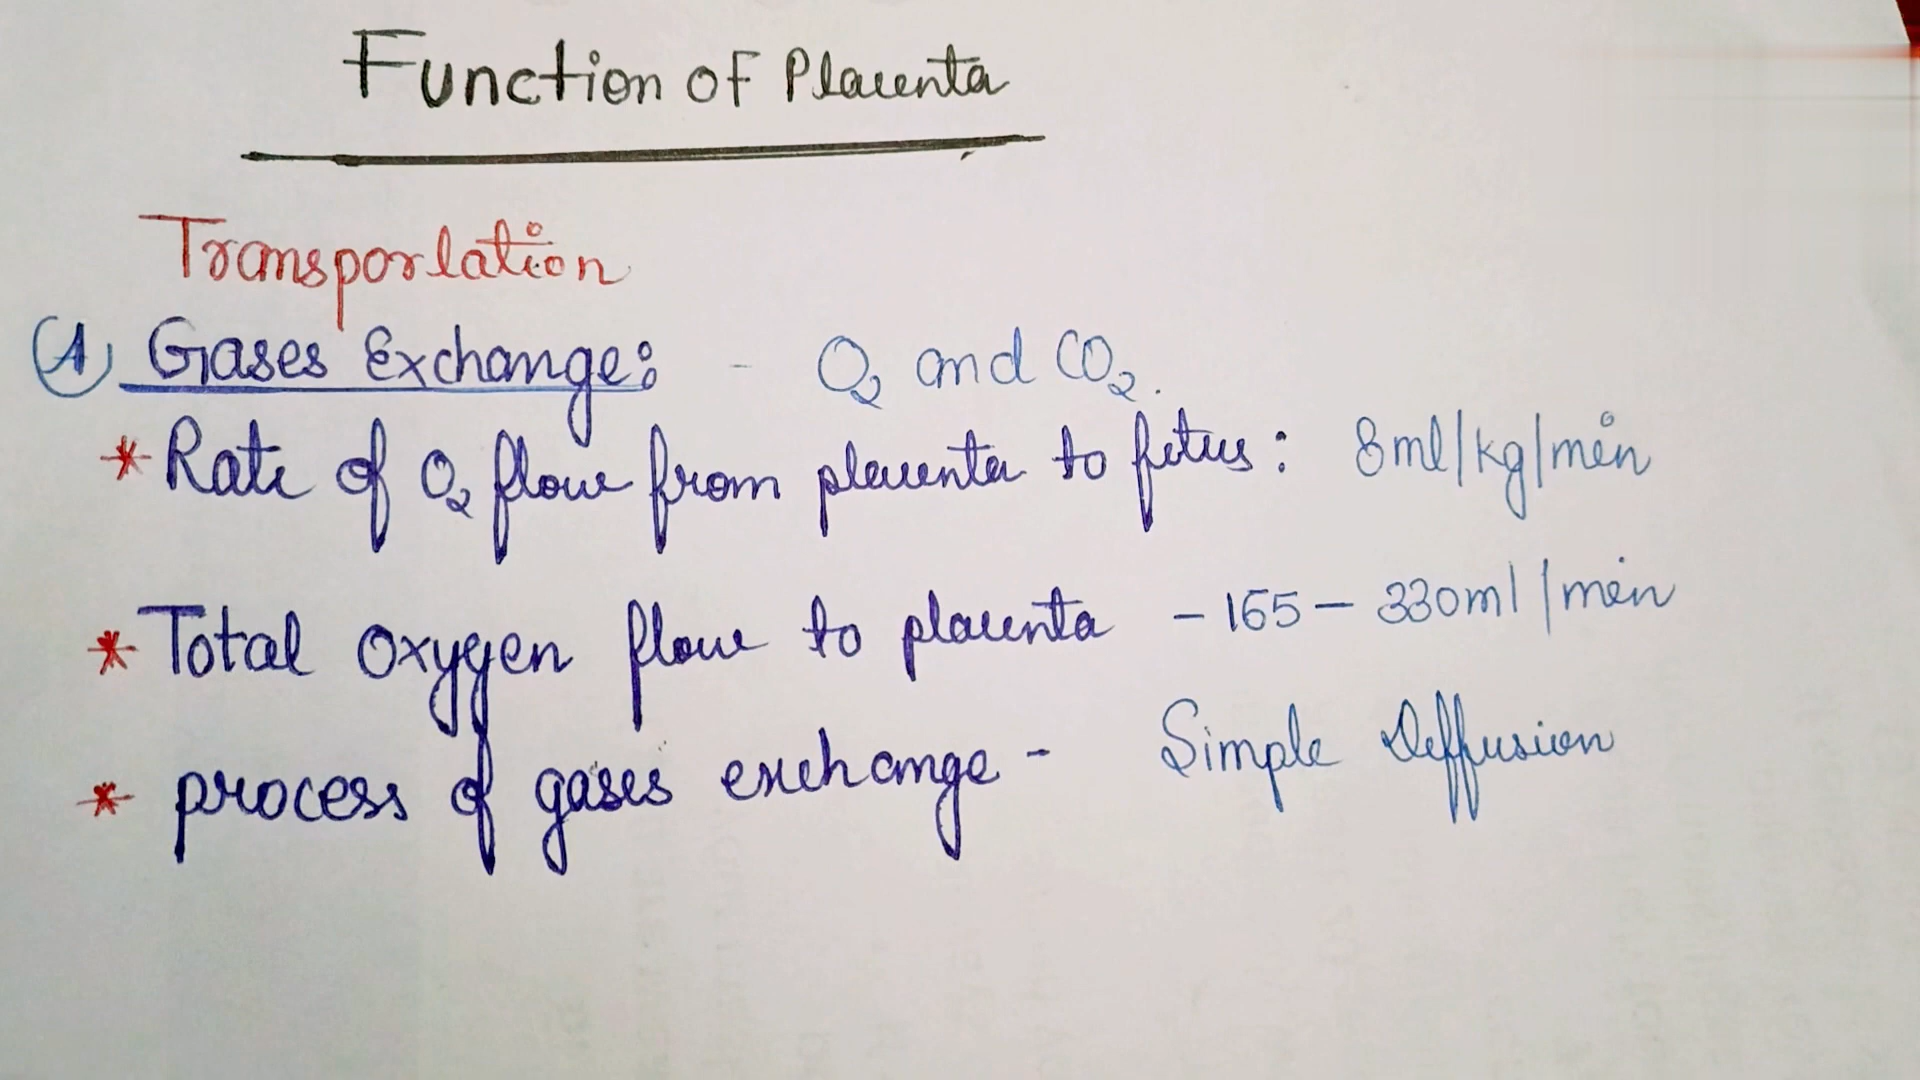 Function of Placenta
Transportation
A Gases Exchange: - O₂ and CO₂.
* Rate of O₂ flow from placenta to fetus: 8ml/kg/min
* Total oxygen flow to placenta - 165 - 330ml/min
* process of gases exchange - Simple Diffusion